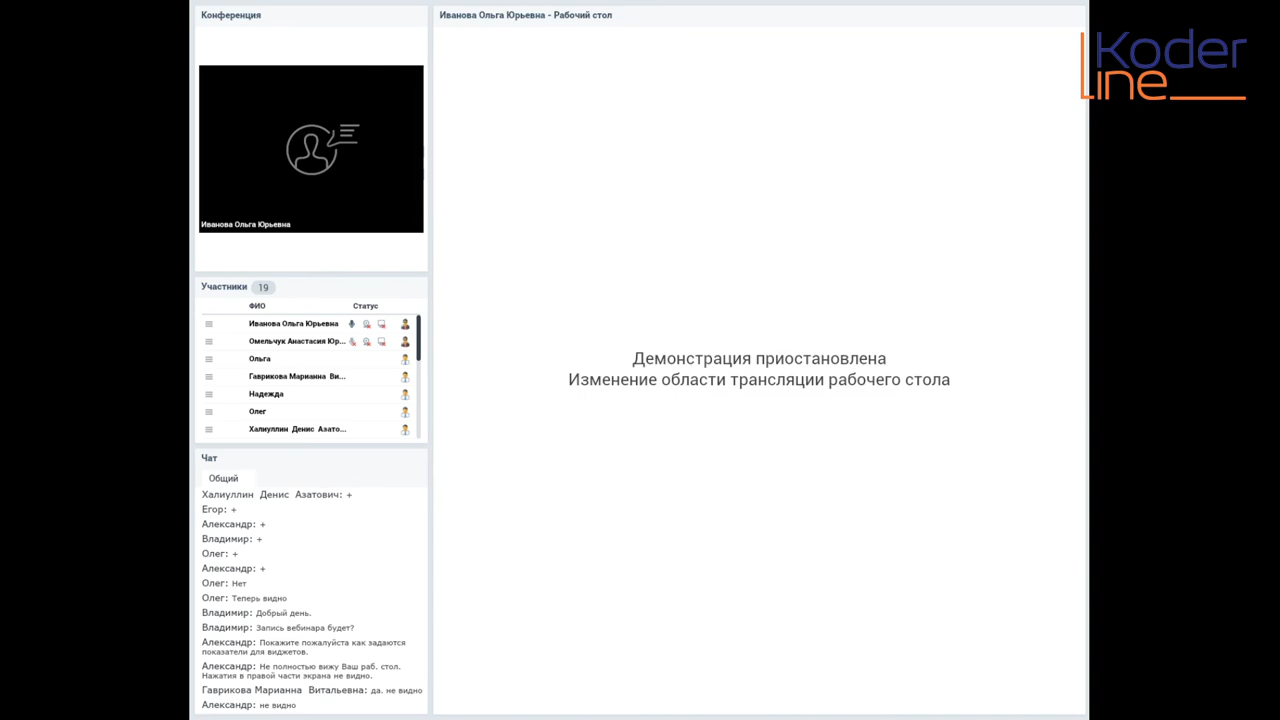 Конференция
Иванова Ольга Юрьевна
Участники 19
ФИО Статус
Иванова Ольга Юрьевна
Омельчук Анастасия Юр...
Ольга
Гаврикова Марианна Ви...
Надежда
Олег
Халиуллин Денис Азато...
Чат
Общий
Халиуллин Денис Азатович: +
Егор: +
Александр: +
Владимир: +
Олег: +
Александр: +
Олег: Нет
Олег: Теперь видно
Владимир: Добрый день.
Владимир: Запись вебинара будет?
Александр: Покажите пожалуйста как задаются
показатели для виджетов.
Александр: Не полностью вижу Ваш раб. стол.
Нажатия в правой части экрана не видно.
Гаврикова Марианна Витальевна: да. не видно
Александр: не видно
Иванова Ольга Юрьевна - Рабочий стол
Демонстрация приостановлена
Изменение области трансляции рабочего стола
Koder
Line